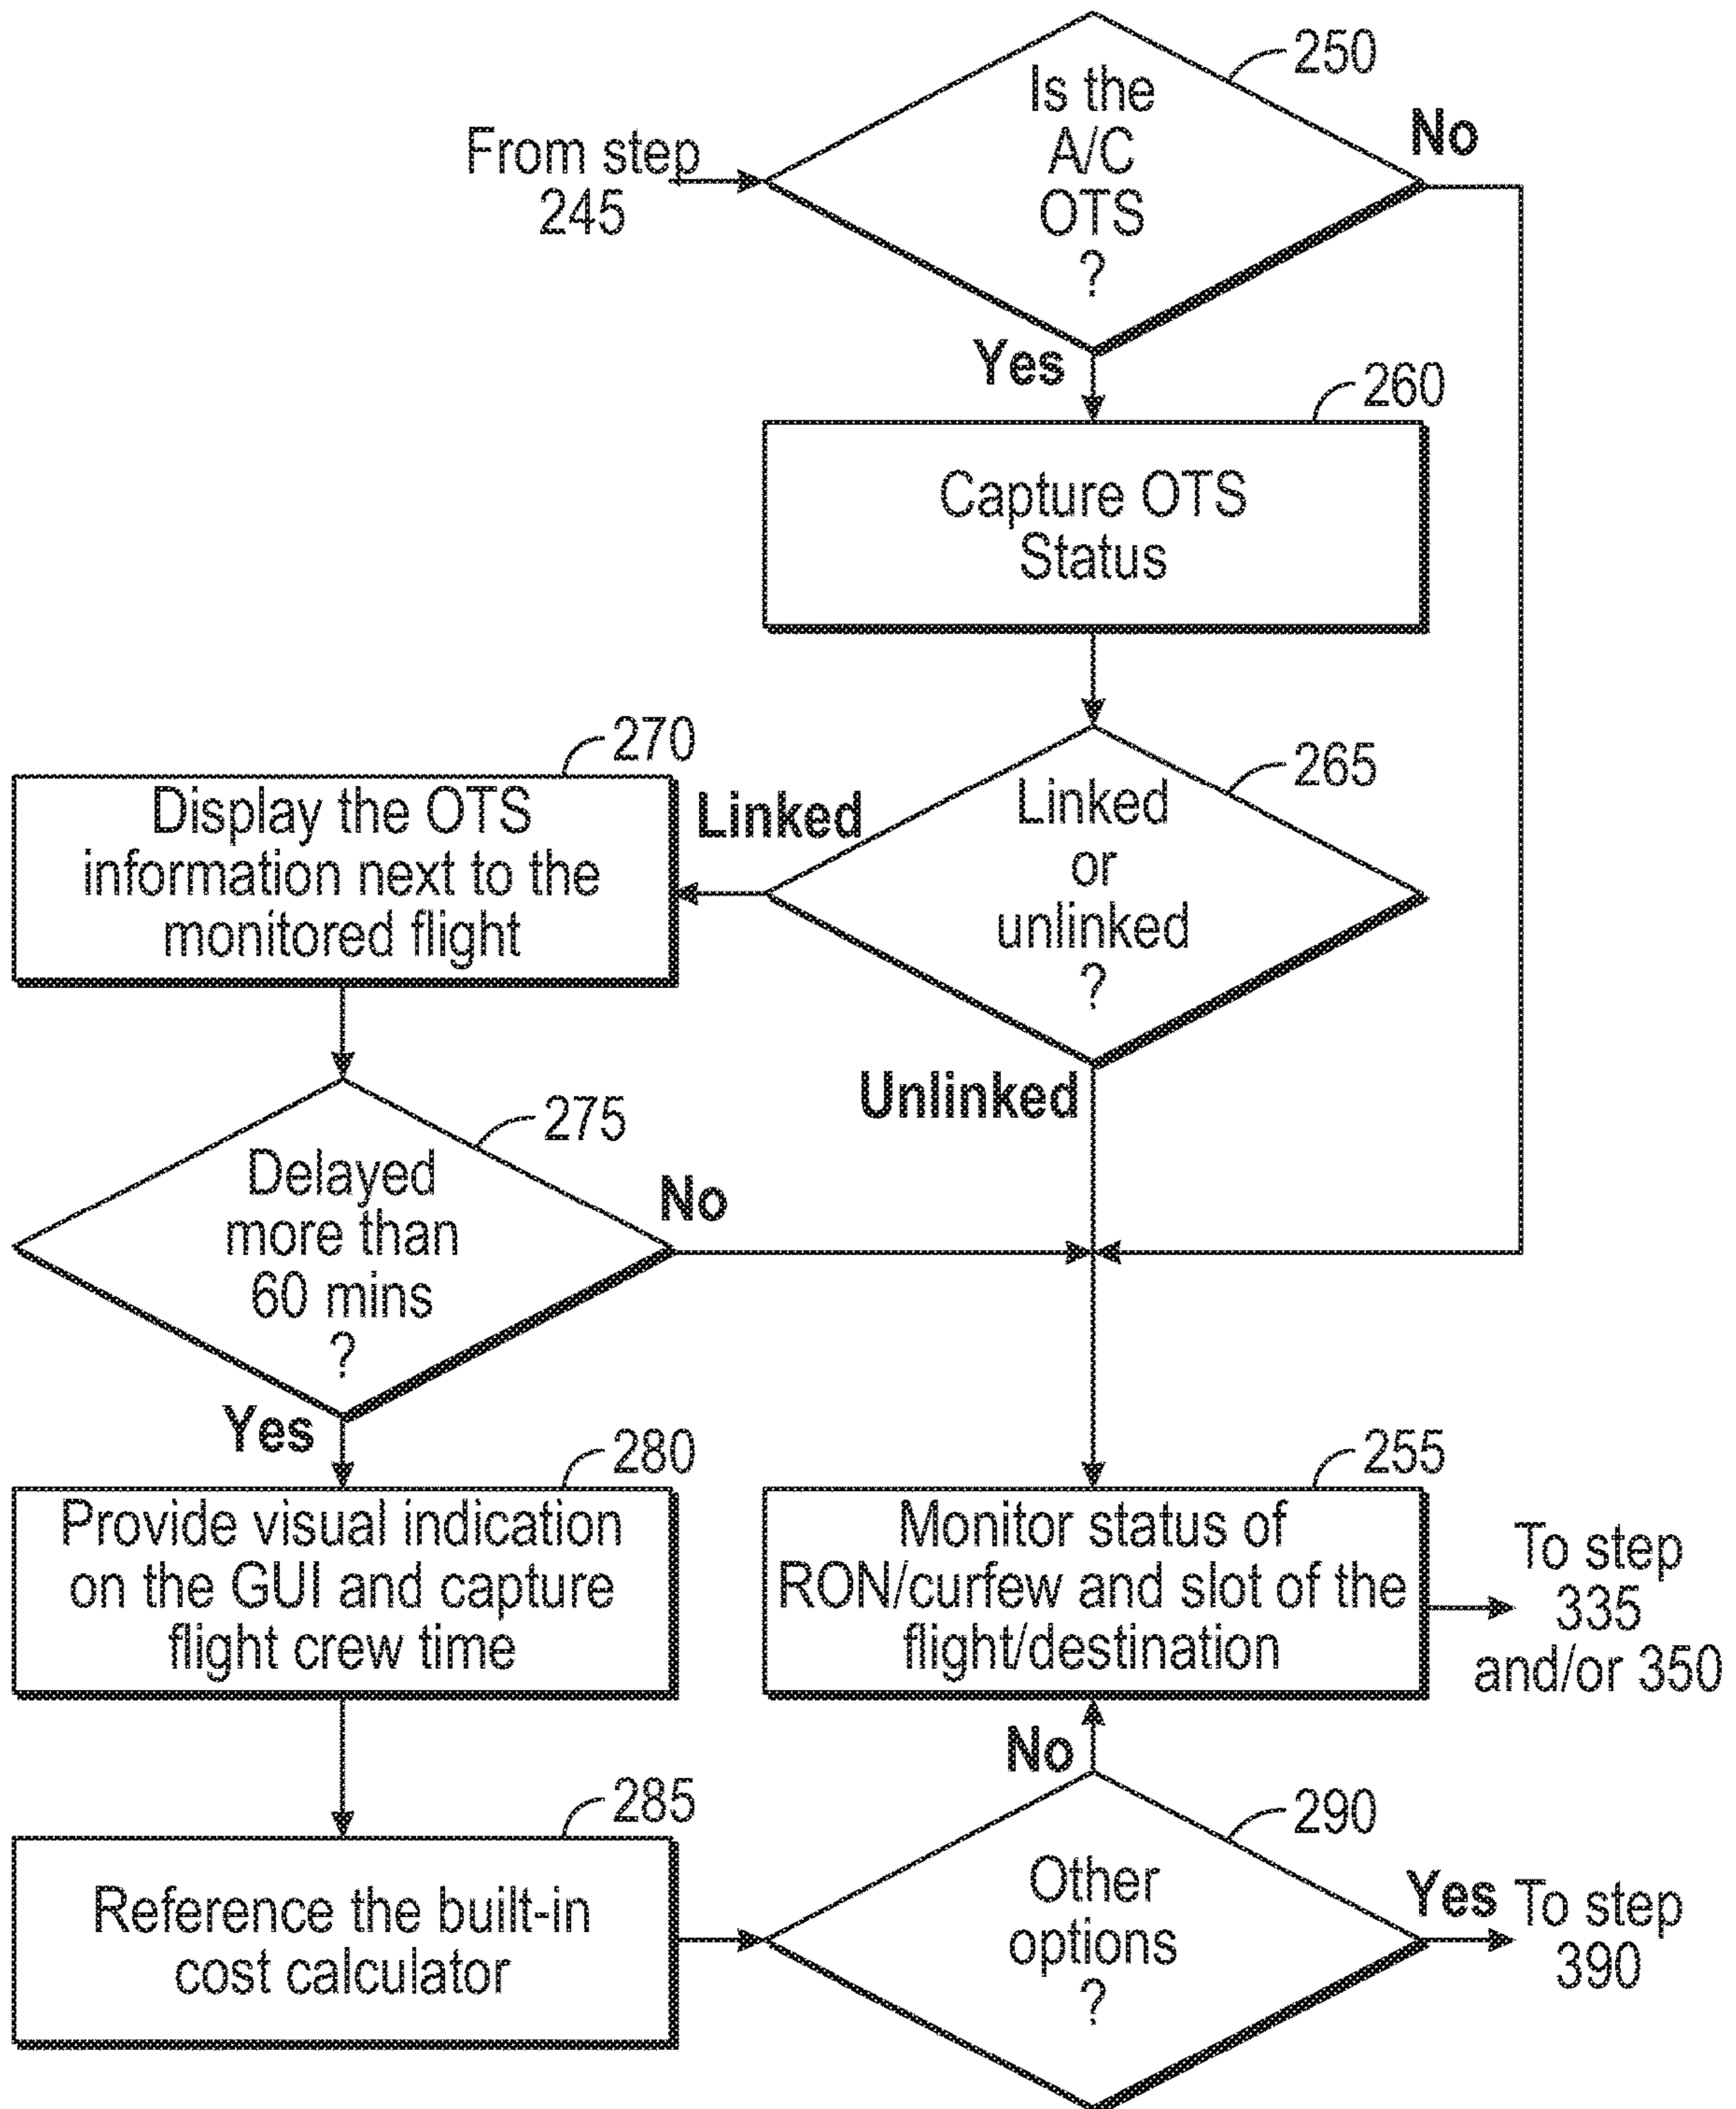 250
Is the
A/C
OTS
?
No
From step
245
Yes
260
Capture OTS
Status
270
Display the OTS
information next to the
monitored flight
Linked
265
Linked
or
unlinked
?
Unlinked
275
Delayed
more than
60 mins
?
No
Yes
280
Provide visual indication
on the GUI and capture
flight crew time
255
Monitor status of
RON/curfew and slot of the
flight/destination
To step
335
and/or 350
No
285
Reference the built-in
cost calculator
290
Other
options
?
Yes
To step
390